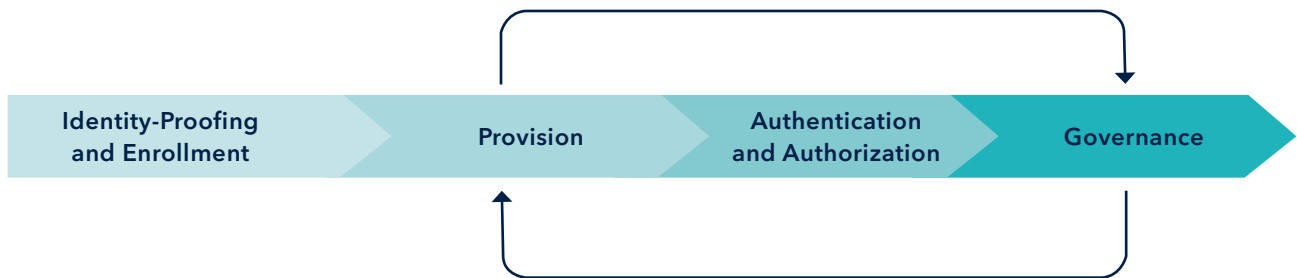 Identity-Proofing
and Enrollment
Provision
Authentication
and Authorization
Governance